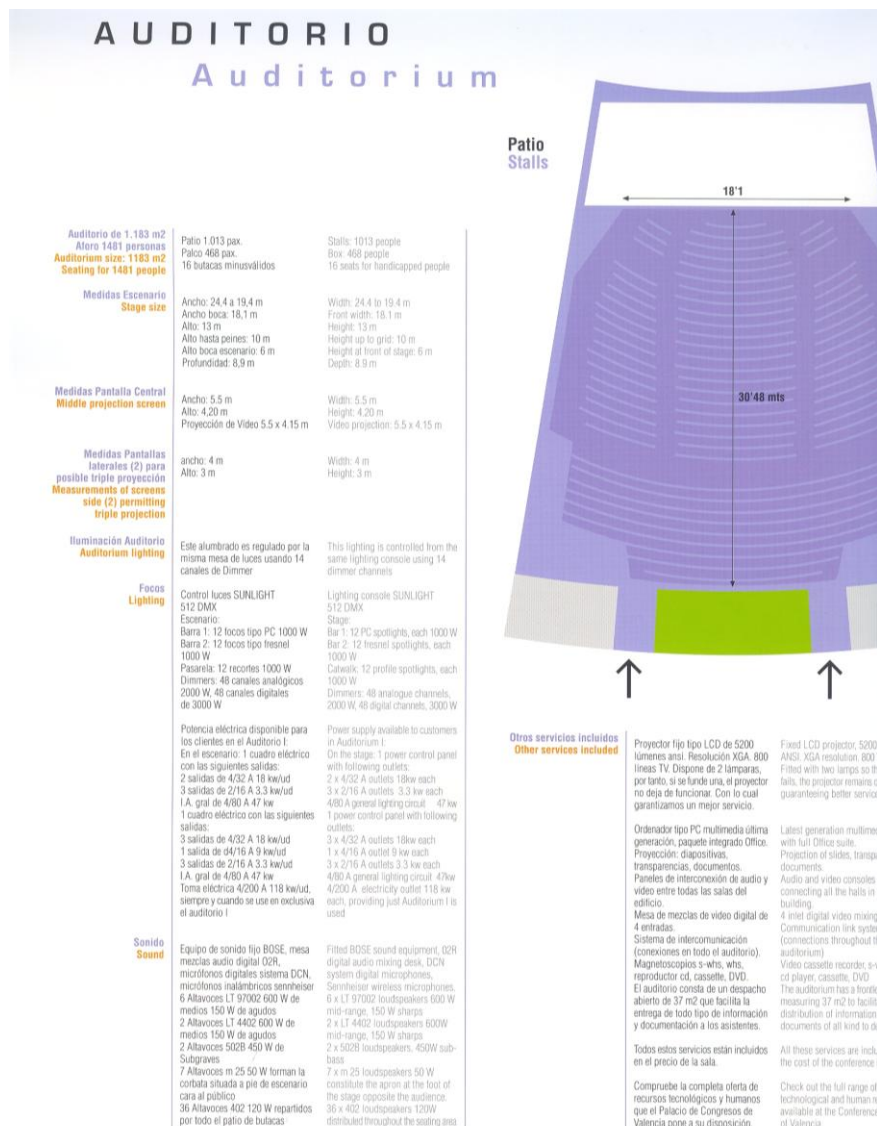 AUDITORIO
Auditorium
Patio
Stalls
18'1
30'48 mts
Auditorio de 1.183 m2
Aforo 1481 personas
Auditorium size: 1183 m2
Seating for 1481 people
Patio 1.013 pax.
Palco 468 pax.
16 butacas minusválidos
Stalls: 1013 people
Box: 468 people
16 seats for handicapped people
Medidas Escenario
Stage size
Ancho: 24,4 a 19,4 m
Ancho boca: 18,1 m
Alto: 13 m
Alto hasta peines: 10 m
Alto boca escenario: 6 m
Profundidad: 8,9 m
Width: 24.4 to 19.4 m
Front width: 18.1 m
Height: 13 m
Height up to grid: 10 m
Height at front of stage: 6 m
Depth: 8.9 m
Medidas Pantalla Central
Middle projection screen
Ancho: 5.5 m
Alto: 4,20 m
Proyección de Video 5.5 x 4.15 m
Width: 5.5 m
Height: 4.20 m
Video projection: 5.5 x 4.15 m
Medidas Pantallas
laterales (2) para
posible triple proyección
Measurements of screens
side (2) permitting
triple projection
ancho: 4 m
Alto: 3 m
Width: 4 m
Height: 3 m
Iluminación Auditorio
Auditorium lighting
Este alumbrado es regulado por la
misma mesa de luces usando 14
canales de Dimmer
This lighting is controlled from the
same lighting console using 14
dimmer channels
Focos
Lighting
Control luces SUNLIGHT
512 DMX
Escenario:
Barra 1: 12 focos tipo PC 1000 W
Barra 2: 12 focos tipo fresnel
1000 W
Pasarela: 12 recortes 1000 W
Dimmers: 48 canales analógicos
2000 W, 48 canales digitales
de 3000 W
Lighting console SUNLIGHT
512 DMX
Stage:
Bar 1: 12 PC spotlights, each 1000 W
Bar 2: 12 fresnel spotlights, each
1000 W
Catwalk: 12 profile spotlights, each
1000 W
Dimmers: 48 analogue channels,
2000 W, 48 digital channels, 3000 W
Potencia eléctrica disponible para
los clientes en el Auditorio I:
En el escenario: 1 cuadro eléctrico
con las siguientes salidas:
2 salidas de 4/32 A 18 kw/ud
3 salidas de 2/16 A 3.3 kw/ud
I.A. gral de 4/80 A 47 kw
1 cuadro eléctrico con las siguientes
salidas:
3 salidas de 4/32 A 18 kw/ud
1 salida de d4/16 A 9 kw/ud
3 salidas de 2/16 A 3.3 kw/ud
I.A. gral de 4/80 A 47 kw
Toma eléctrica 4/200 A 118 kw/ud,
siempre y cuando se use en exclusiva
el auditorio I
Power supply available to customers
in Auditorium I:
On the stage: 1 power control panel
with following outlets:
2 x 4/32 A outlets 18kw each
3 x 2/16 A outlets 3.3 kw each
4/80 A general lighting circuit 47 kw
1 power control panel with following
outlets:
3 x 4/32 A outlets 18kw each
1 x 4/16 A outlet 9 kw each
3 x 2/16 A outlets 3.3 kw each
4/80 A general lighting circuit 47kw
4/200 A electricity outlet 118 kw
each, providing just Auditorium I is
used
Sonido
Sound
Equipo de sonido fijo BOSE, mesa
mezclas audio digital 02R,
micrófonos digitales sistema DCN,
micrófonos inalámbricos sennheiser
6 Altavoces LT 97002 600 W de
medios 150 W de agudos
2 Altavoces LT 4402 600 W de
medios 150 W de agudos
2 Altavoces 502B 450 W de
Subgraves
7 Altavoces m 25 50 W forman la
corbata situada a pie de escenario
cara al público
36 Altavoces 402 120 W repartidos
por todo el patio de butacas
Fitted BOSE sound equipment, 02R
digital audio mixing desk, DCN
system digital microphones,
Sennheiser wireless microphones,
6 x LT 97002 loudspeakers 600 W
mid-range, 150 W sharps
2 x LT 4402 loudspeakers 600W
mid-range, 150 W sharps
2 x 502B loudspeakers, 450W sub-
bass
7 x m 25 loudspeakers 50 W
constitute the apron at the foot of
the stage opposite the audience.
36 x 402 loudspeakers 120W
distributed throughout the seating area
Otros servicios incluidos
Other services included
Proyector fijo tipo LCD de 5200
lúmenes ansi. Resolución XGA. 800
lineas TV. Dispone de 2 lámparas,
por tanto, si se funde una, el proyector
no deja de funcionar. Con lo cual
garantizamos un mejor servicio.
Fixed LCD projector, 5200
ANSI, XGA resolution, 800
Fitted with two lamps so th
fails, the projector remains o
guaranteeing better service
Ordenador tipo PC multimedia última
generación, paquete integrado Office.
Proyección: diapositivas,
transparencias, documentos.
Paneles de interconexión de audio y
video entre todas las salas del
edificio.
Mesa de mezclas de video digital de
4 entradas.
Sistema de intercomunicación
(conexiones en todo el auditorio).
Magnetoscopios s-vhs, vhs,
reproductor cd, cassette, DVD.
El auditorio consta de un despacho
abierto de 37 m2 que facilita la
entrega de todo tipo de información
y documentación a los asistentes.
Latest generation multimed
with full Office suite.
Projection of slides, transpa
documents.
Audio and video consoles
connecting all the halls in
building.
4 inlet digital video mixing
Communication link syste
(connections throughout th
auditorium)
Video cassette recorder, s-v
cd player, cassette, DVD
The auditorium has a frontle
measuring 37 m2 to facilit
distribution of information
documents of all kind to de
Todos estos servicios están incluidos
en el precio de la sala.
All these services are inclu
the cost of the conference
Compruebe la completa oferta de
recursos tecnológicos y humanos
que el Palacio de Congresos de
Valencia pone a su disposición
Check out the full range of
technological and human re
available at the Conference
of Valencia